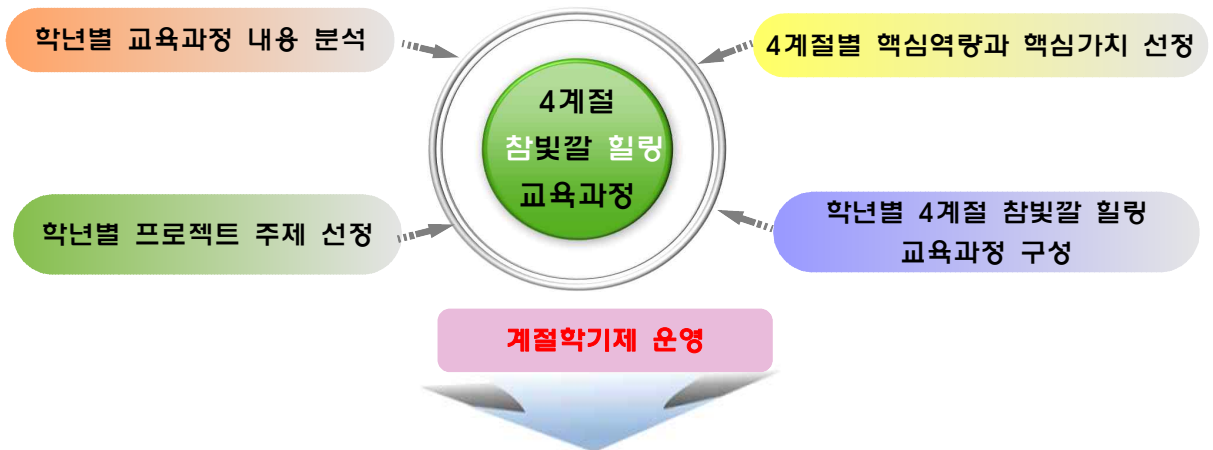 학년별 교육과정 내용 분석
4계절별 핵심역량과 핵심가치 선정
4계절
참빛깔 힐링
교육과정
학년별 프로젝트 주제 선정
학년별 4계절 참빛깔 힐링
교육과정 구성
계절학기제 운영